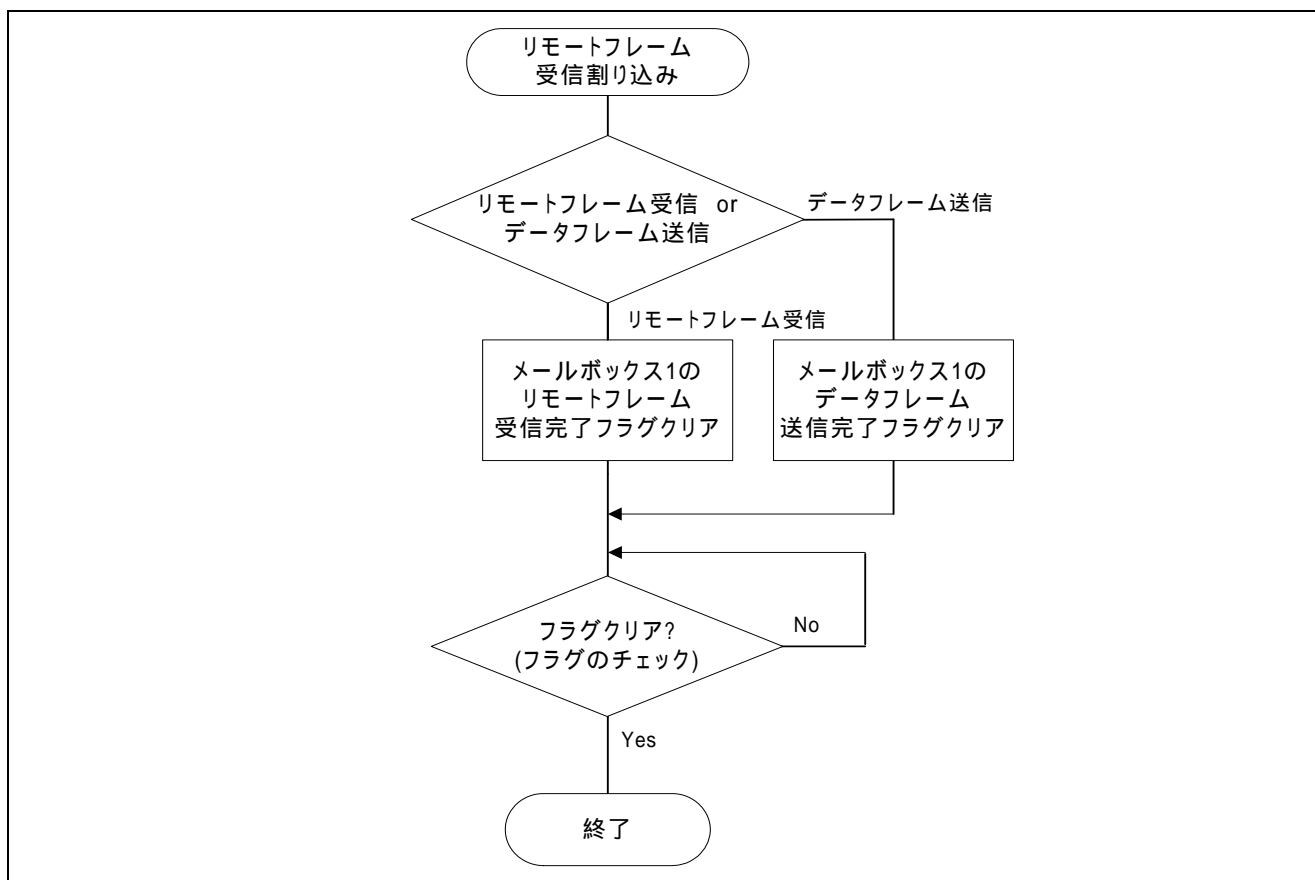 リモートフレーム
受信割り込み
リモートフレーム受信 or
データフレーム送信
データフレーム送信
リモートフレーム受信
メールボックス1の
リモートフレーム
受信完了フラグクリア
メールボックス1の
データフレーム
送信完了フラグクリア
フラグクリア?
(フラグのチェック)
No
Yes
終了